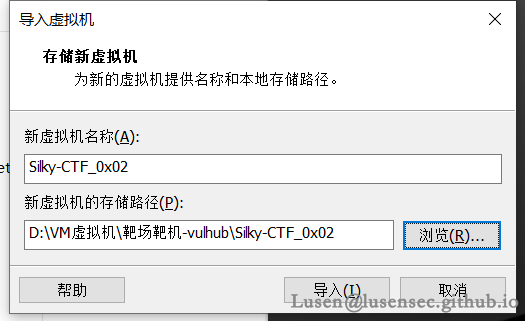 导入虚拟机
存储新虚拟机
为新的虚拟机提供名称和本地存储路径。
新虚拟机名称(A):
Silky-CTF_0x02
et
新虚拟机的存储路径(P):
D:\VM虚拟机\靶场靶机-vulhub\Silky-CTF_0x02
浏览(R)...
帮助
导入(I)
取消
Lusen@lusensec.github.io